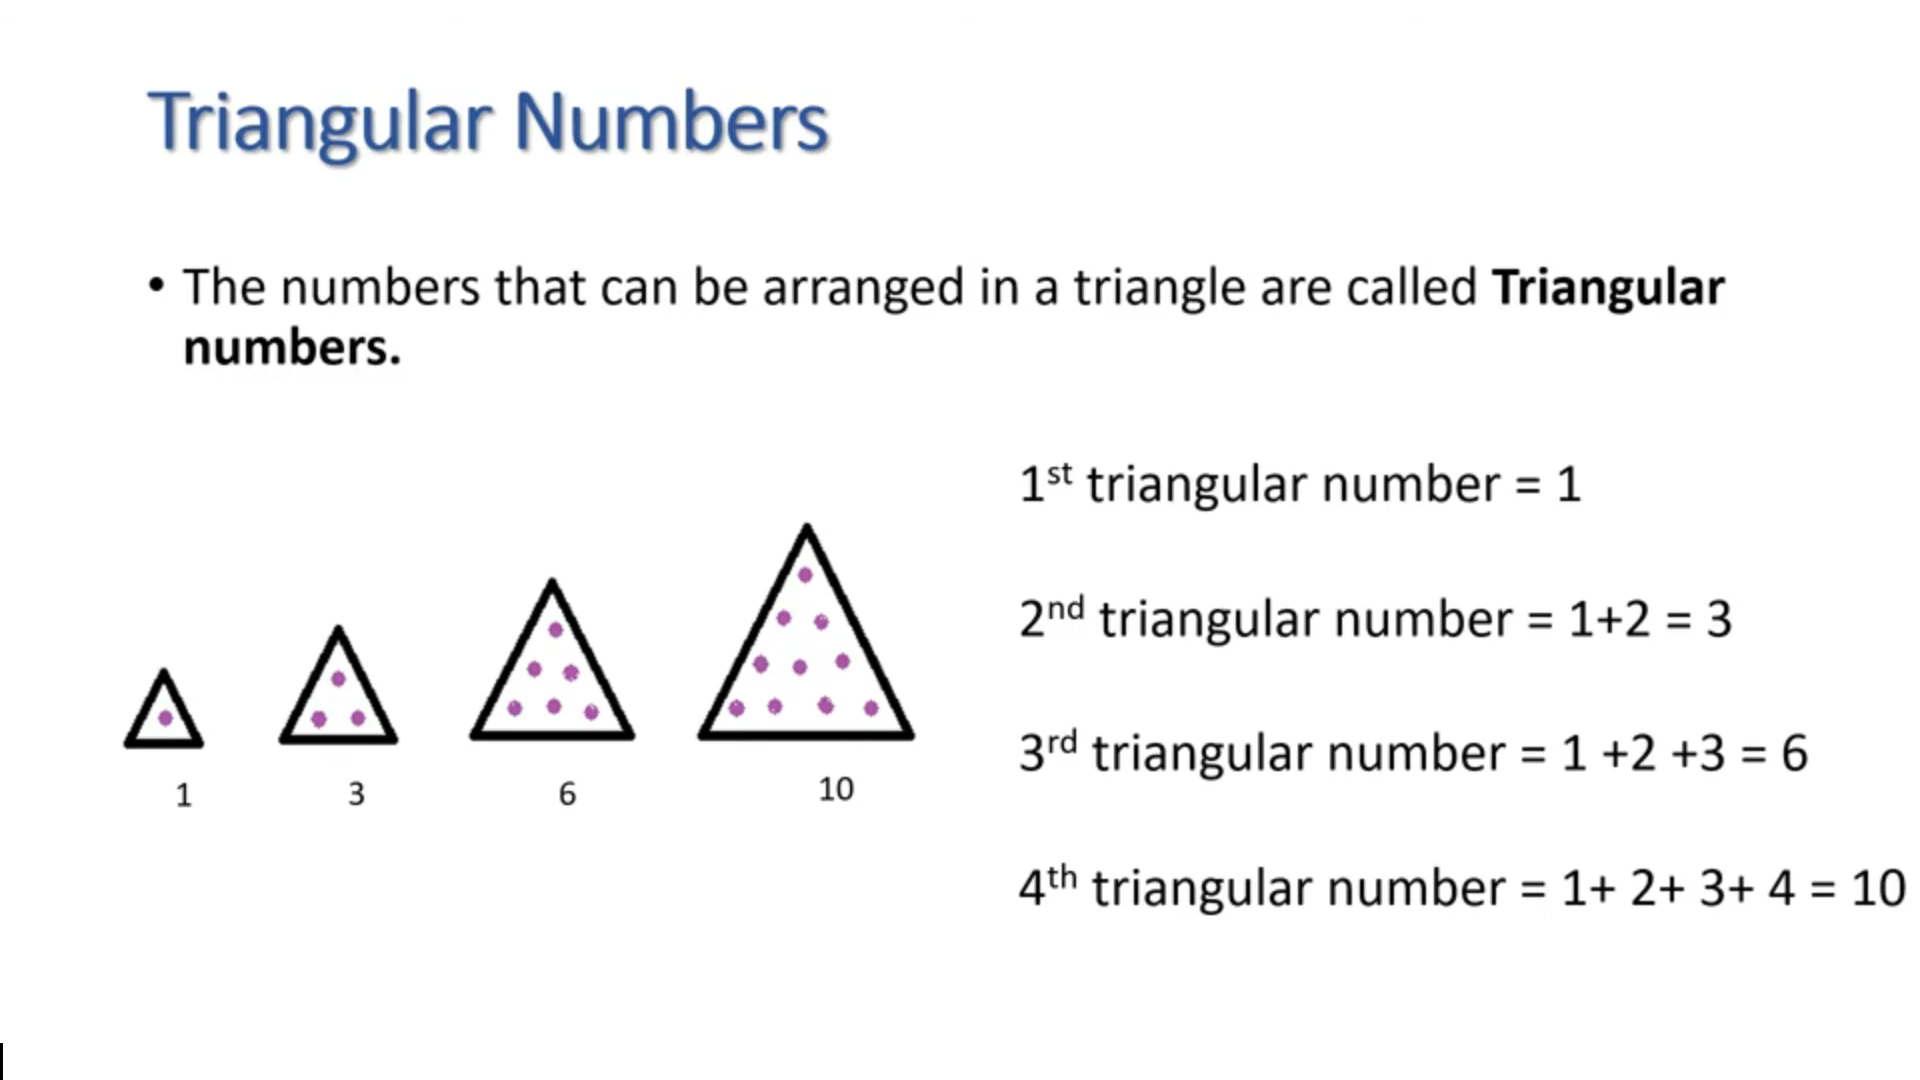 Triangular Numbers
• The numbers that can be arranged in a triangle are called Triangular
numbers.
1st triangular number = 1
2nd triangular number = 1+2 = 3
3rd triangular number = 1 +2 +3 = 6
4th triangular number = 1+ 2+ 3+ 4 = 10
1 3 6 10